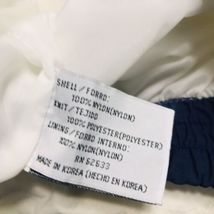 SHELL/FORRO:
100%NYLON(NYLON)
KNIT/TEJIDO
100%POLYESTER(POLYESTER)
LINING/FORRO INTERNO:
100%NYLON(NYLON)
RN 62633
MADE IN KOREA (HECHO EN KOREA)